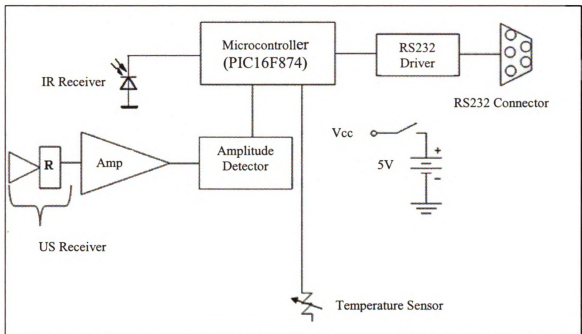 Microcontroller
(PIC16F874)
RS232
Driver
IR Receiver
RS232 Connector
R
Amp
Amplitude
Detector
Vcc
+
5V
-
US Receiver
Temperature Sensor